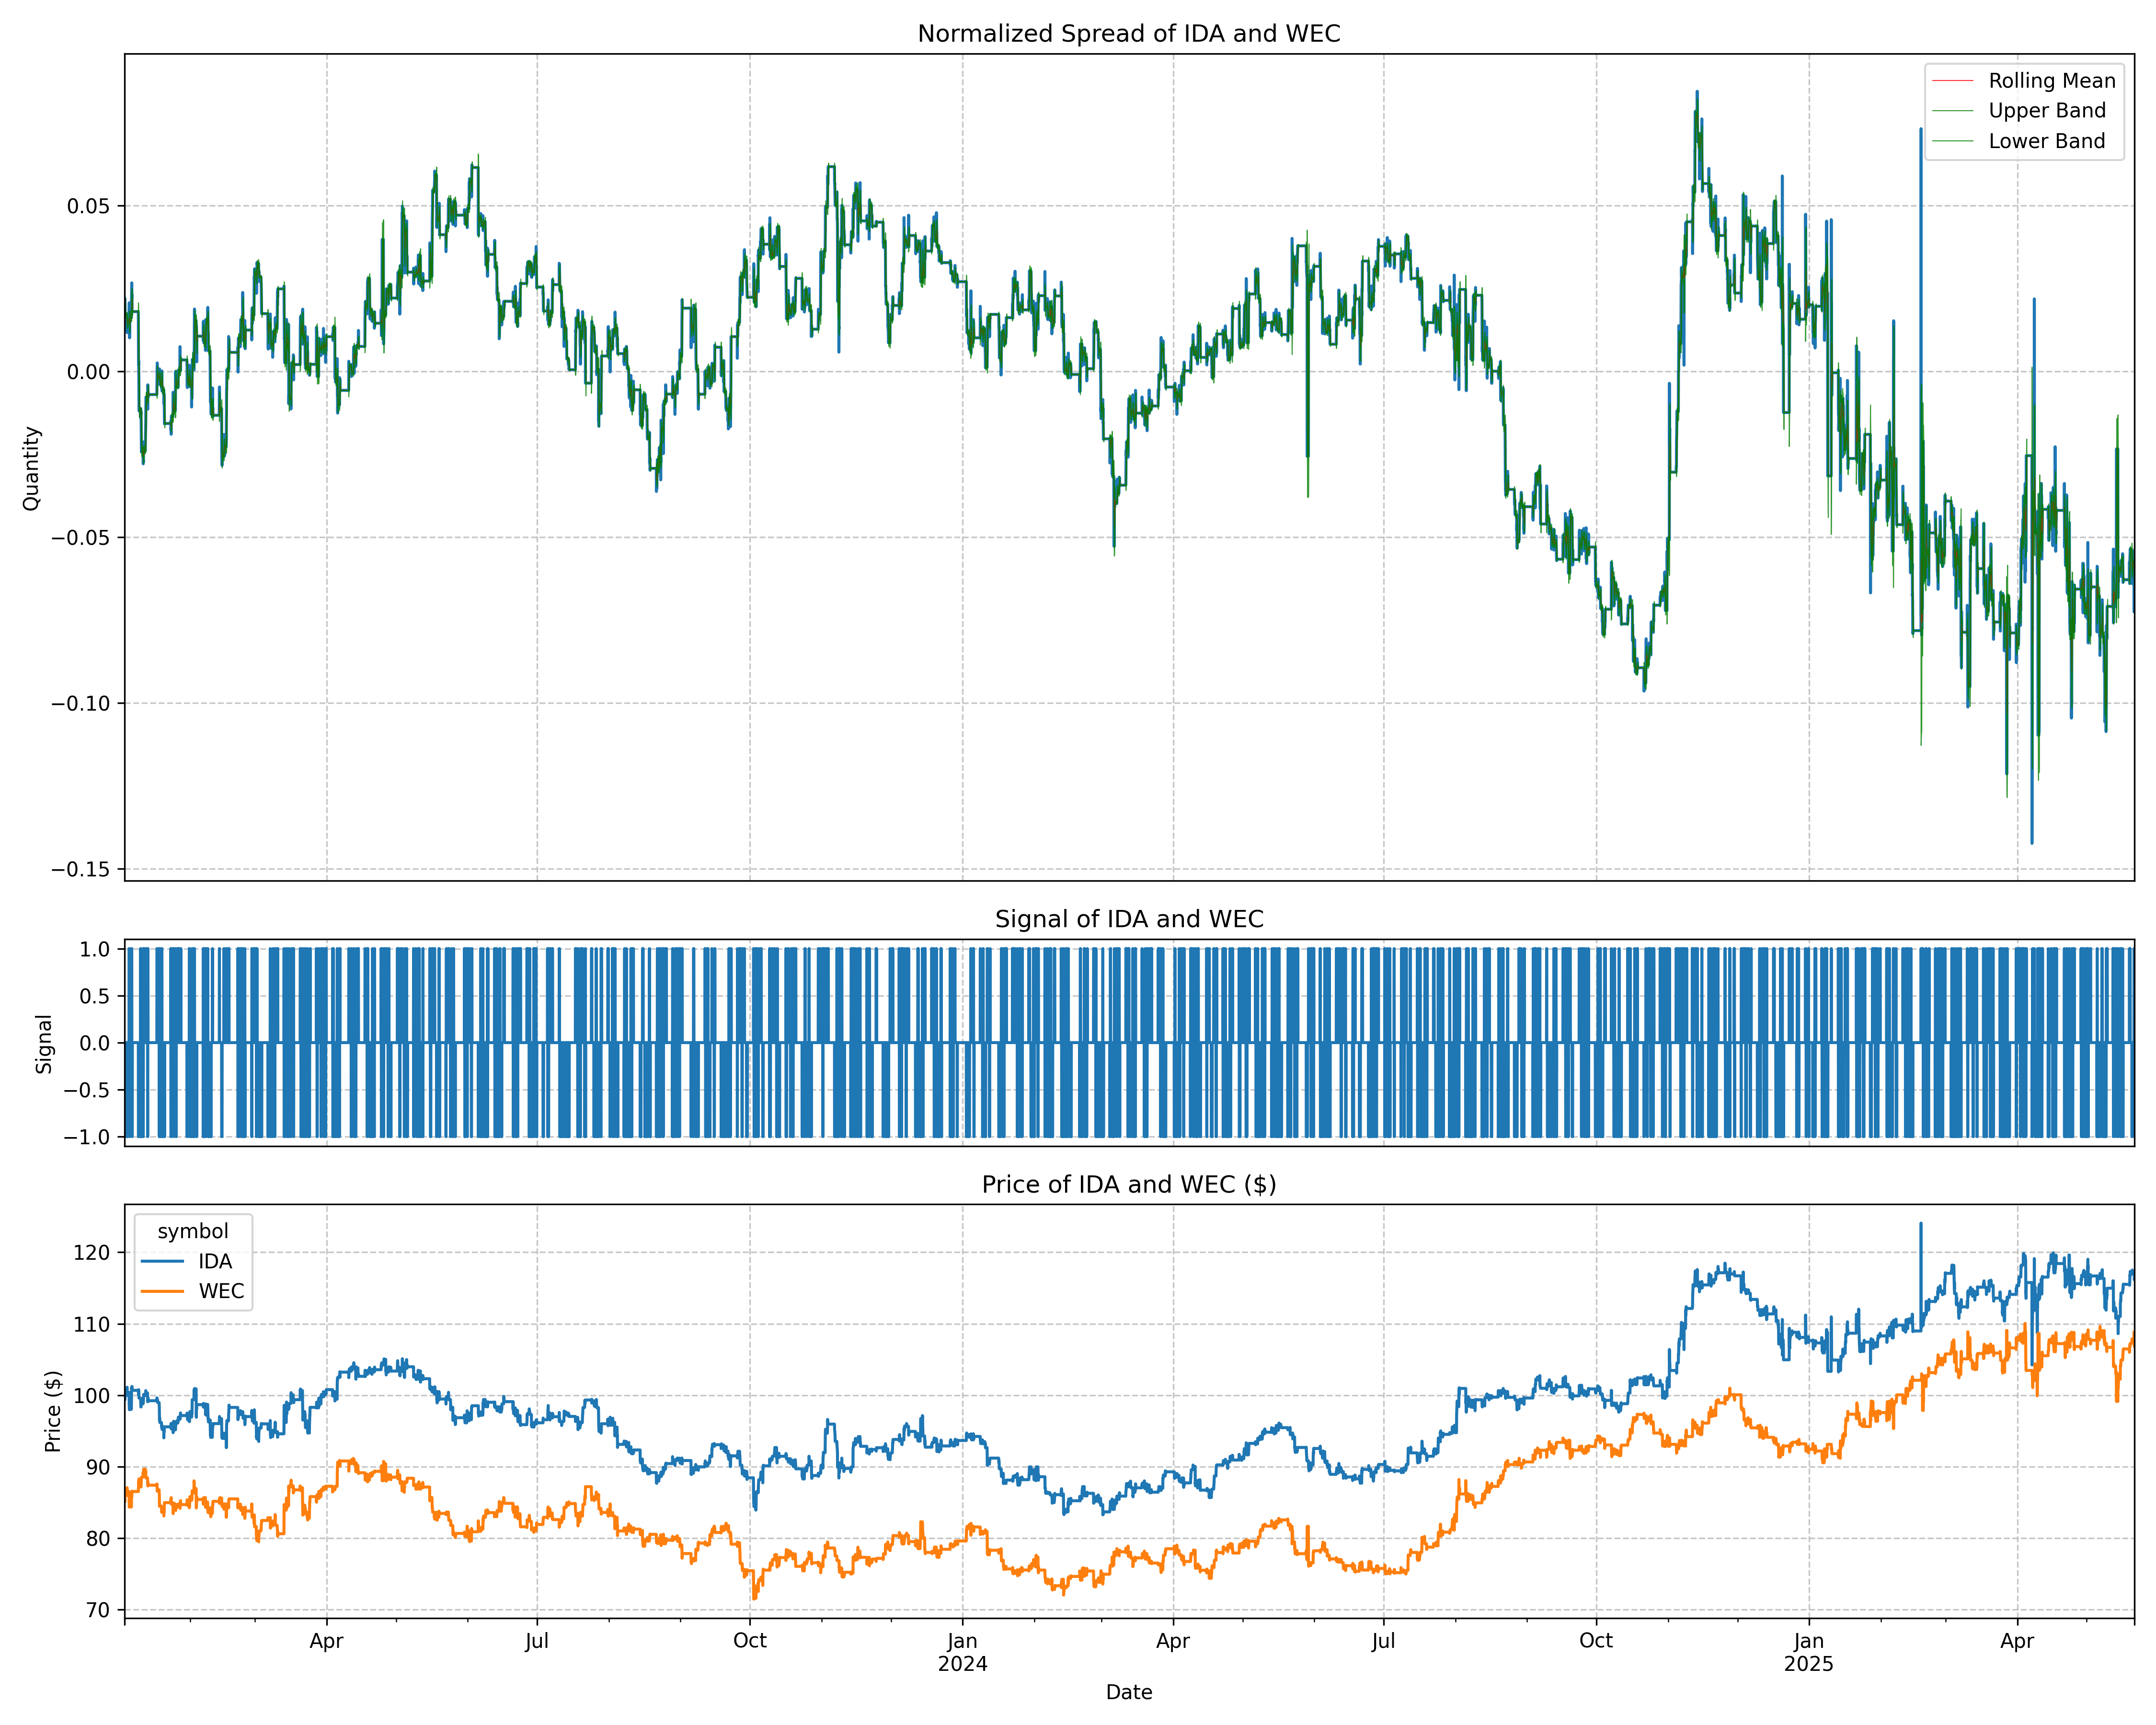 Normalized Spread of IDA and WEC
Rolling Mean
Upper Band
Lower Band
0.05
0.00
−0.05
−0.10
−0.15
Quantity
Signal of IDA and WEC
1.0
0.5
0.0
−0.5
−1.0
Signal
Price of IDA and WEC ($)
symbol
IDA
WEC
120
110
100
90
80
70
Price ($)
Apr Jul Oct Jan Apr Jul Oct Jan Apr
2024 2025
Date